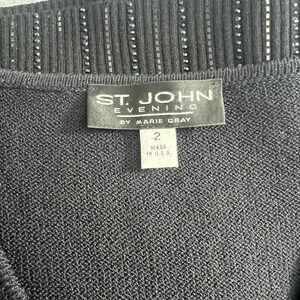 ST. JOHN
EVENING
BY MARIE GRAY
2
MADE
IN U.S.A.